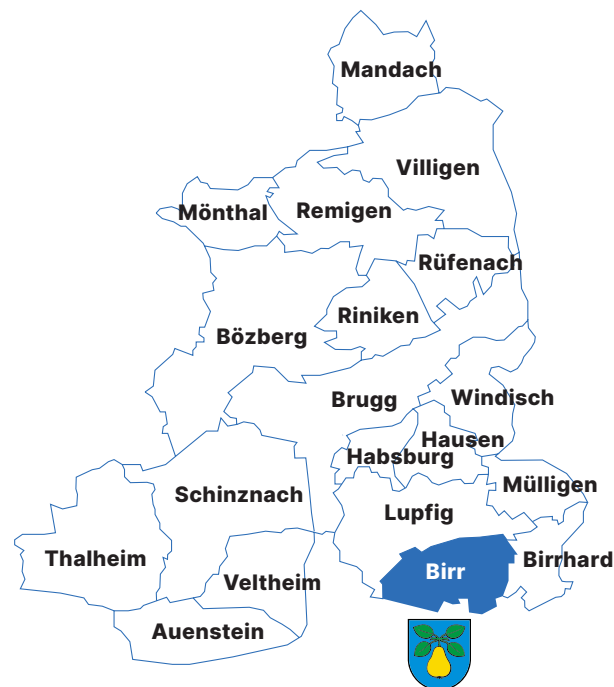 Mandach
Villigen
Mönthal
Remigen
Rüfenach
Riniken
Bözberg
Brugg
Windisch
Hausen
Habsburg
Mülligen
Schinznach
Lupfig
Thalheim
Birrhard
Birr
Veltheim
Auenstein